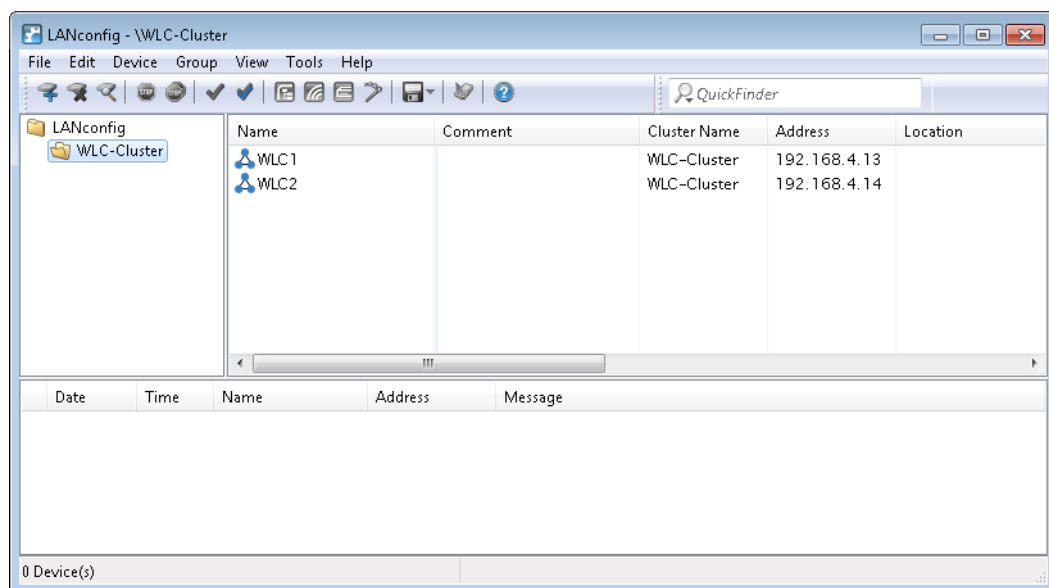 LANconfig - \WLC-Cluster
File Edit Device Group View Tools Help
QuickFinder
LANconfig
WLC-Cluster
Name Comment Cluster Name Address Location
WLC1 WLC-Cluster 192.168.4.13
WLC2 WLC-Cluster 192.168.4.14
Date Time Name Address Message
0 Device(s)